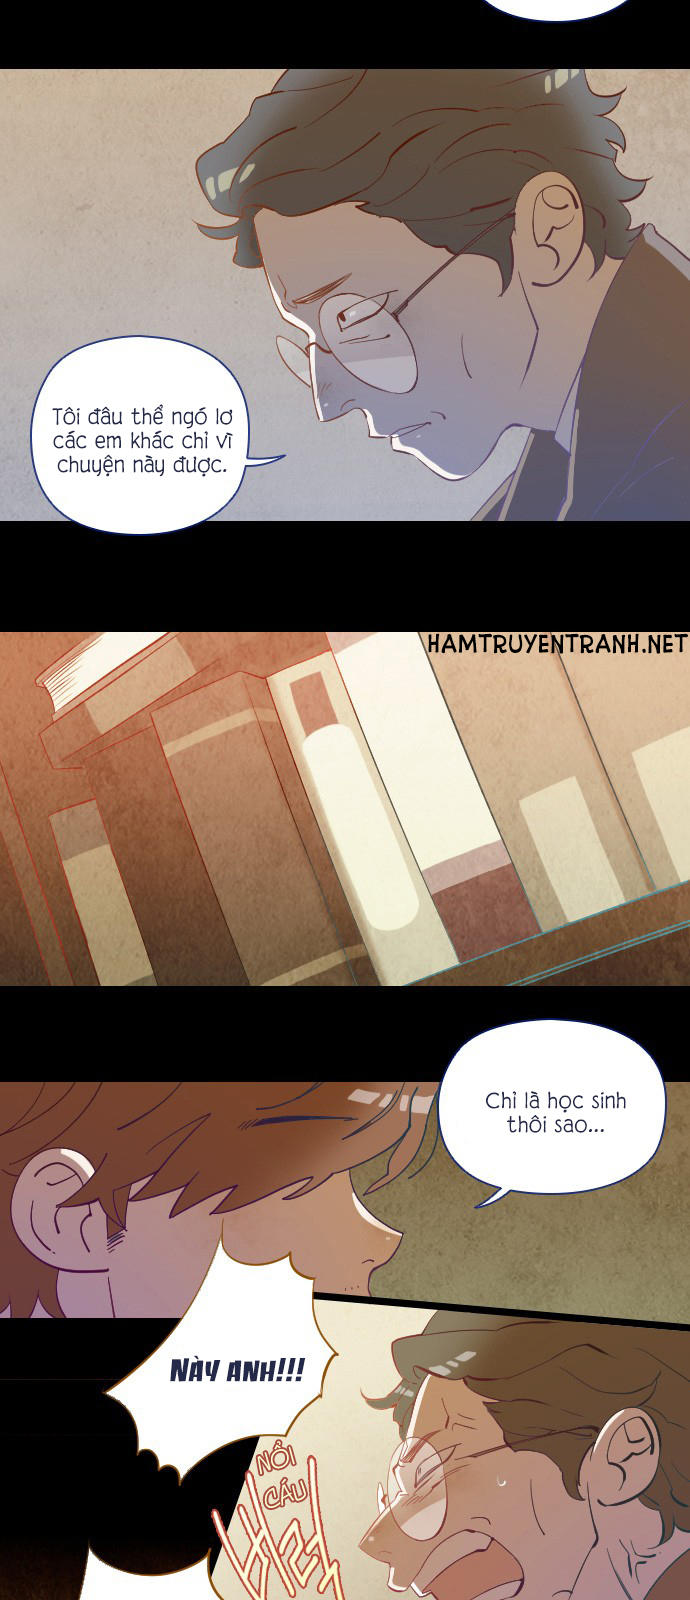 Tôi đâu thể ngó lơ
các em khác chỉ vì
chuyện này được.
HAMTRUYENTRANH.NET
Chỉ là học sinh
thôi sao...
NÀY ANH!!!
NỔI
CÁU